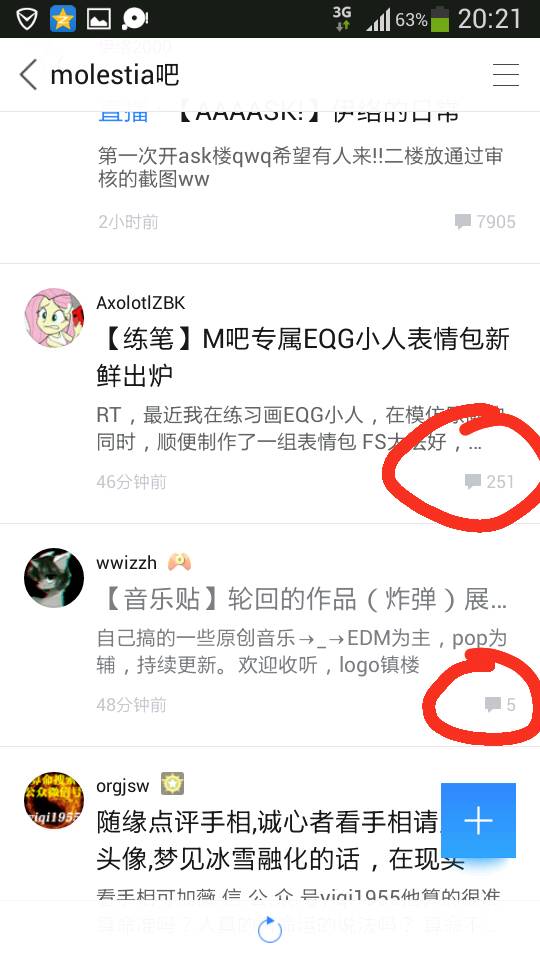 3G
63%
20:21
molestia吧
直播：【AAAASK!】伊络的日常
第一次开ask楼qwq希望有人来!!二楼放通过审
核的截图ww
2小时前
7905
AxolotlZBK
【练笔】M吧专属EQG小人表情包新
鲜出炉
RT，最近我在练习画EQG小人，在模仿
同时，顺便制作了一组表情包 FS大法好，...
46分钟前
251
wwizzh
【音乐贴】轮回的作品（炸弹）展...
自己搞的一些原创音乐→_→EDM为主，pop为
辅，持续更新。欢迎收听，logo镇楼
48分钟前
5
orgjsw
随缘点评手相,诚心者看手相请
头像,梦见冰雪融化的话，在现实
看手相可加薇 信 公 众 号yiqi1955他算的很准